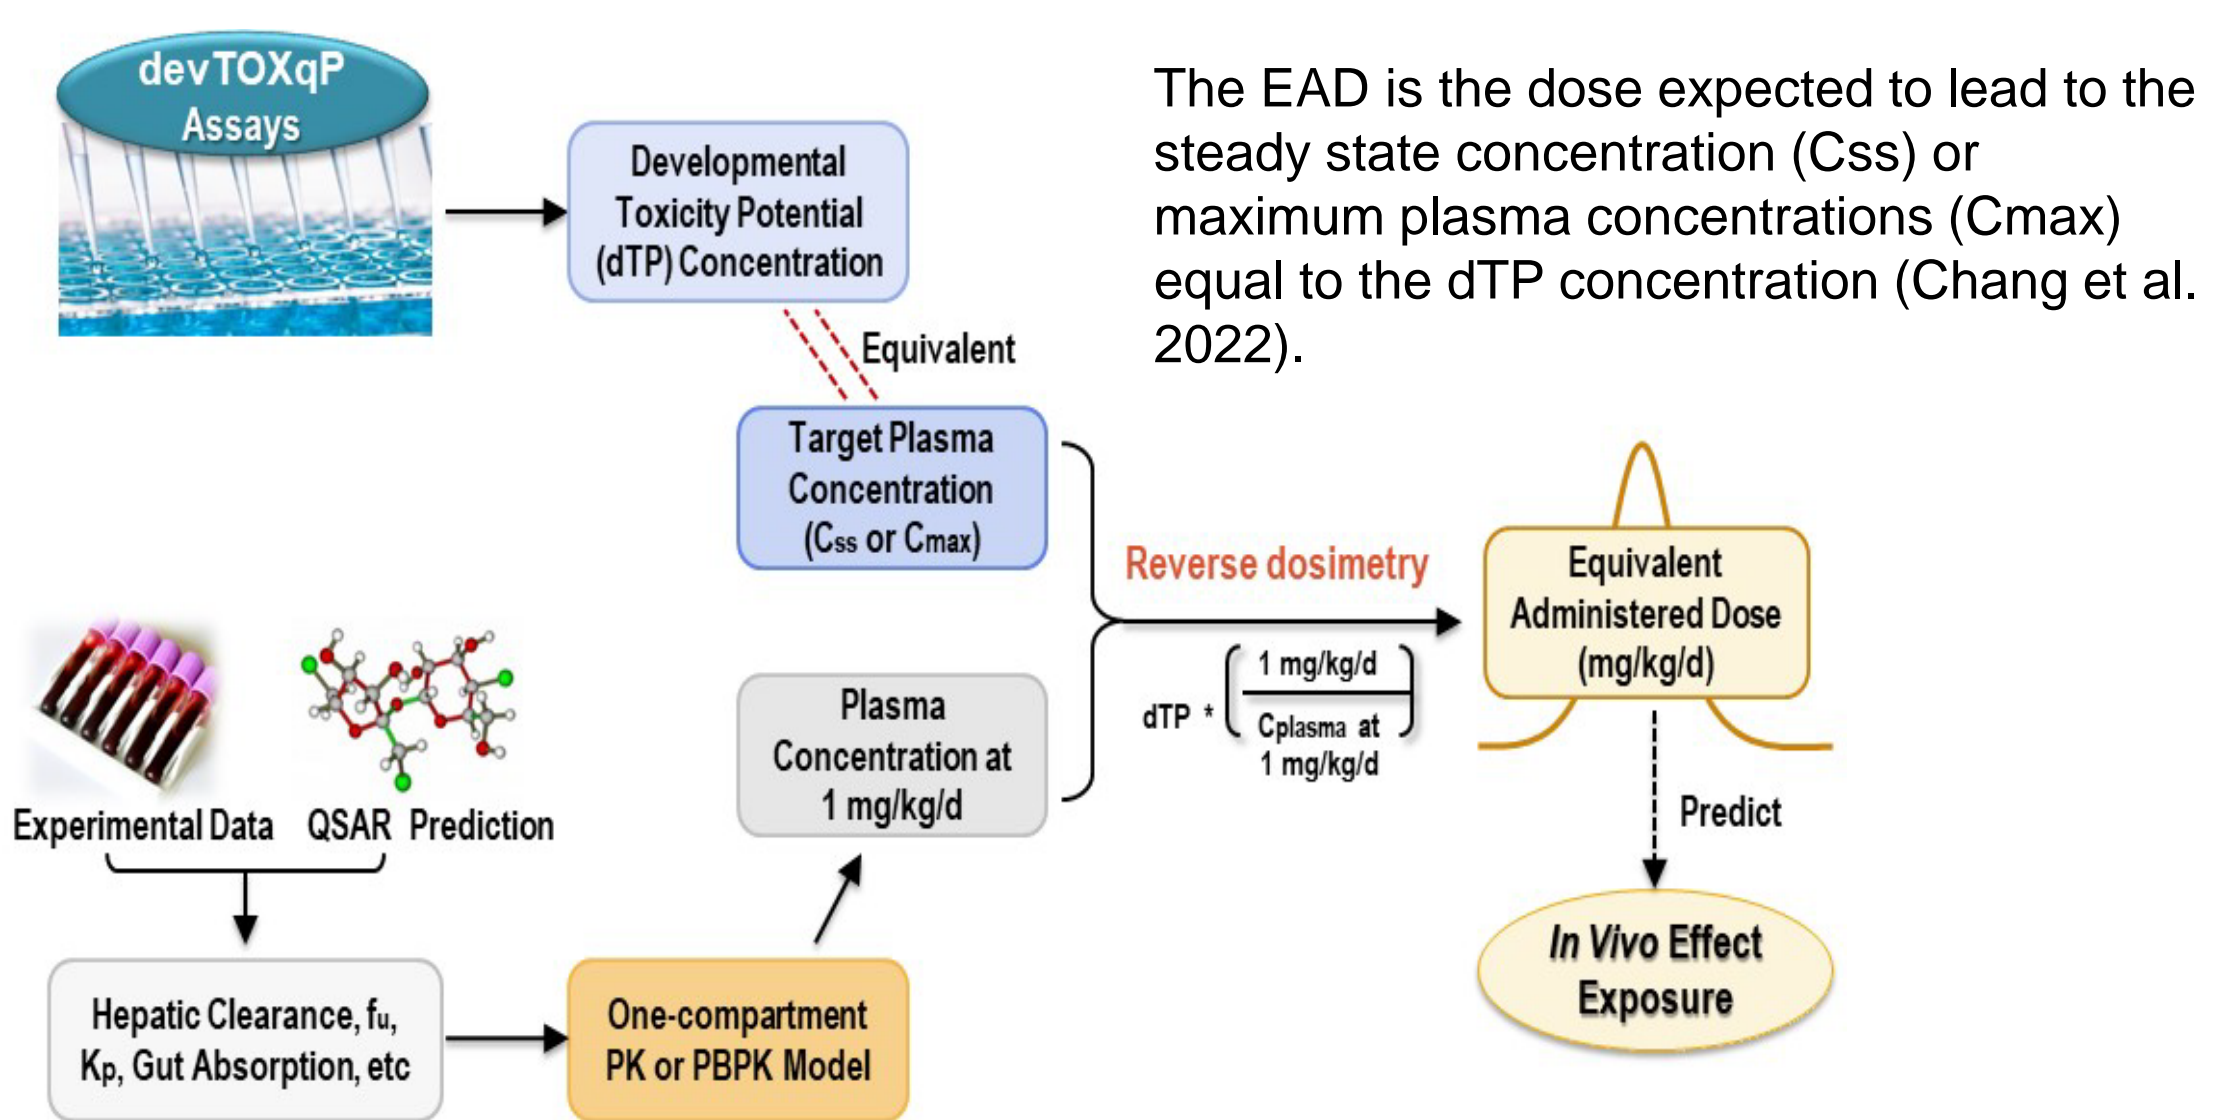 devTOXqP
Assays
The EAD is the dose expected to lead to the
steady state concentration (Css) or
maximum plasma concentrations (Cmax)
equal to the dTP concentration (Chang et al.
2022).
Developmental
Toxicity Potential
(dTP) Concentration
Equivalent
Target Plasma
Concentration
(Css or Cmax)
Reverse dosimetry
dTP * ( 1 mg/kg/d )
Cplasma at
1 mg/kg/d
Equivalent
Administered Dose
(mg/kg/d)
Plasma
Concentration at
1 mg/kg/d
Experimental Data
QSAR Prediction
Predict
Hepatic Clearance, fu,
Kp, Gut Absorption, etc
One-compartment
PK or PBPK Model
In Vivo Effect
Exposure